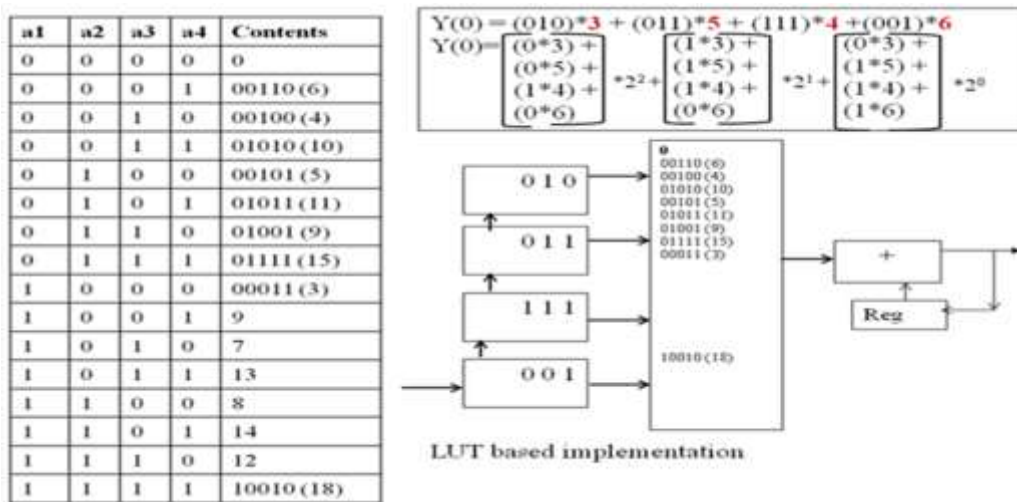 a1 a2 a3 a4 Contents
0 0 0 0 0
0 0 0 1 00110 (6)
0 0 1 0 00100 (4)
0 0 1 1 01010 (10)
0 1 0 0 00101 (5)
0 1 0 1 01011 (11)
0 1 1 0 01001 (9)
0 1 1 1 01111 (15)
1 0 0 0 00011 (3)
1 0 0 1 9
1 0 1 0 7
1 0 1 1 13
1 1 0 0 8
1 1 0 1 14
1 1 1 0 12
1 1 1 1 10010 (18)
Y(0) = (010)*3 + (011)*5 + (111)*4 +(001)*6
Y(0)= (0*3) + (1*3) + (0*3) +
(0*5) + (1*5) + (1*5) +
(1*4) + *2² + (1*4) + *2¹ + (1*4) + *2⁰
(0*6) (0*6) (1*6)
0
00110 (6)
00100 (4)
01010 (10)
00101 (5)
01011 (11)
01001 (9)
01111 (15)
00011 (3)
10010 (18)
0 1 0
0 1 1
1 1 1
0 0 1
+
Reg
LUT based implementation